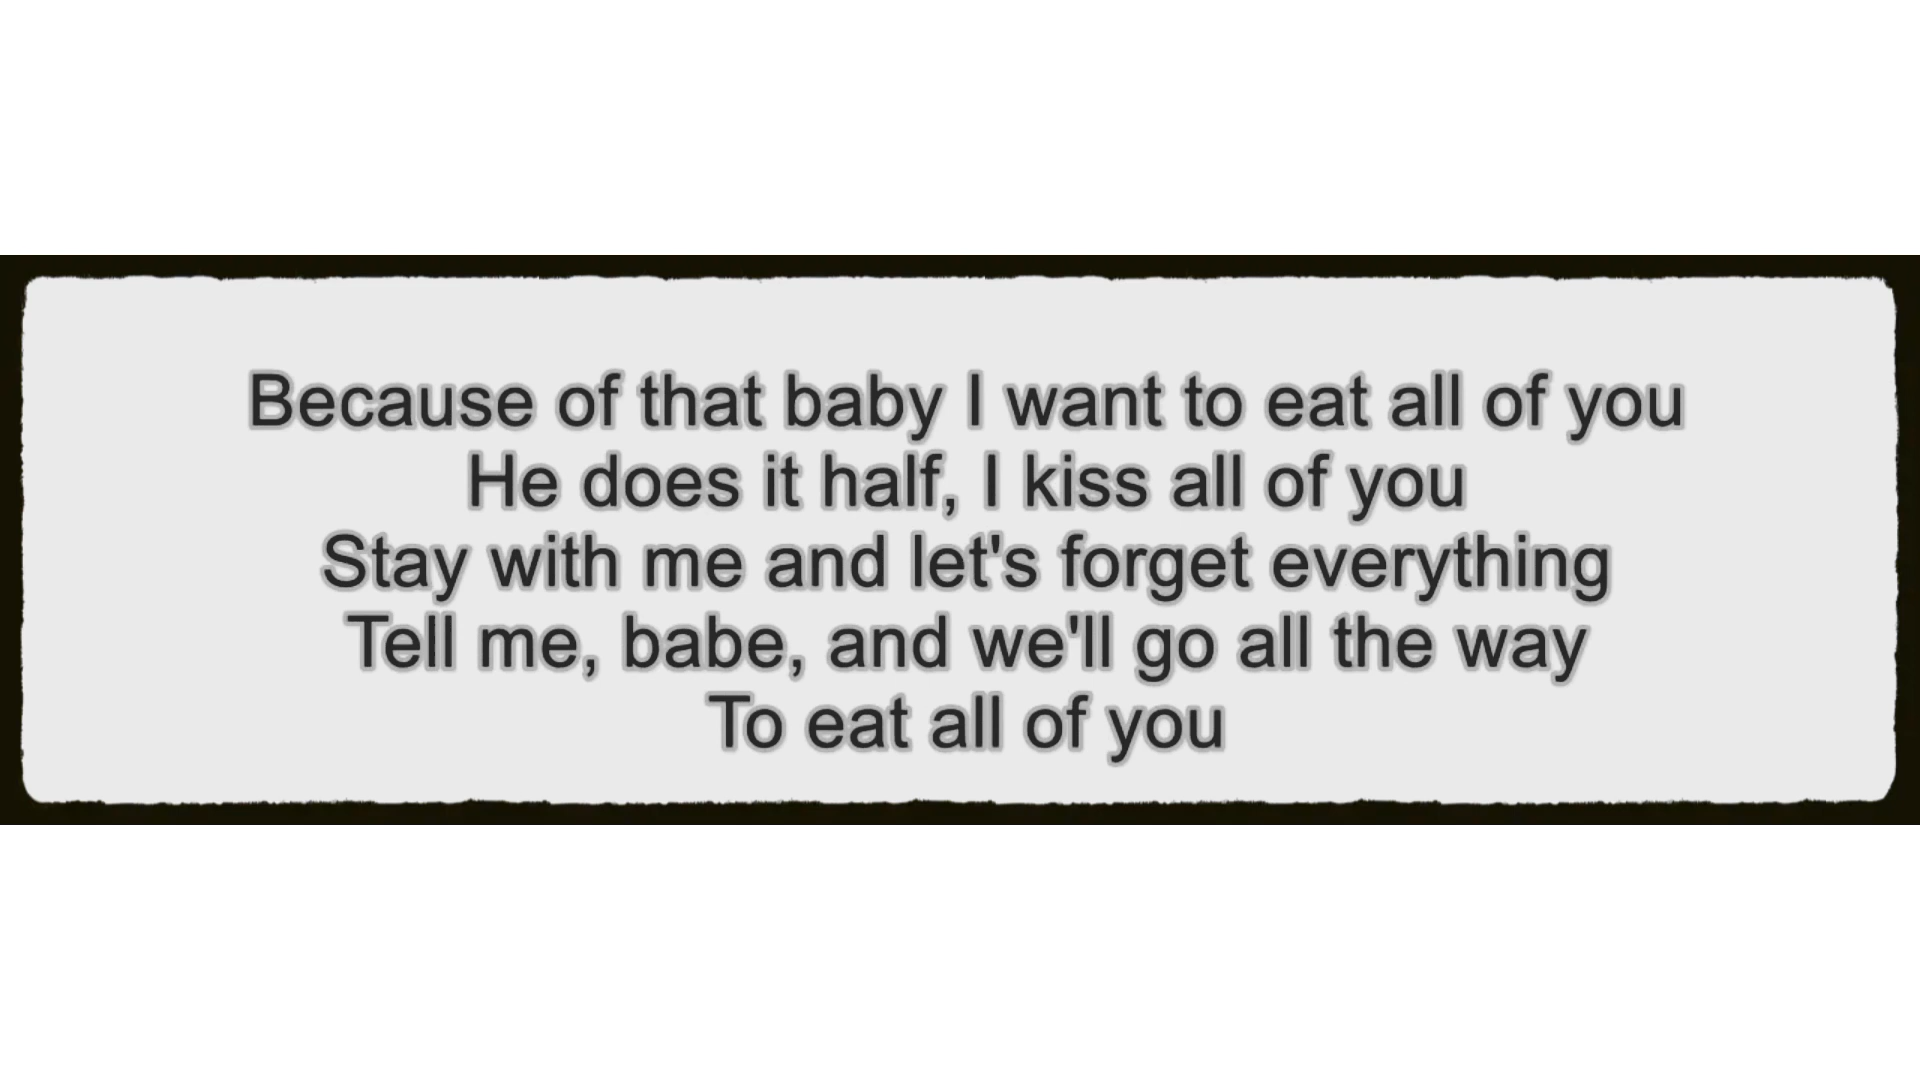 Because of that baby I want to eat all of you
He does it half, I kiss all of you
Stay with me and let's forget everything
Tell me, babe, and we'll go all the way
To eat all of you